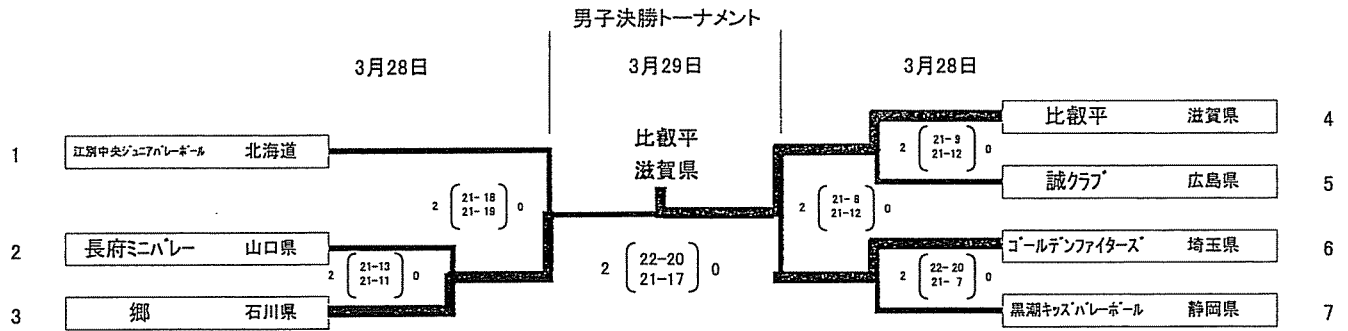 男子決勝トーナメント
3月28日
3月29日
3月28日
1
江別中央ジュニアバレーボール 北海道
2
長府ミニバレー 山口県
3
郷 石川県
2 (21-13 21-11) 0
2 (21-18 21-19) 0
比叡平
滋賀県
2 (22-20 21-17) 0
2 (21-8 21-12) 0
比叡平 滋賀県
4
2 (21-9 21-12) 0
誠クラブ 広島県
5
ゴールデンファイターズ 埼玉県
6
2 (22-20 21-7) 0
黒潮キッズバレーボール 静岡県
7